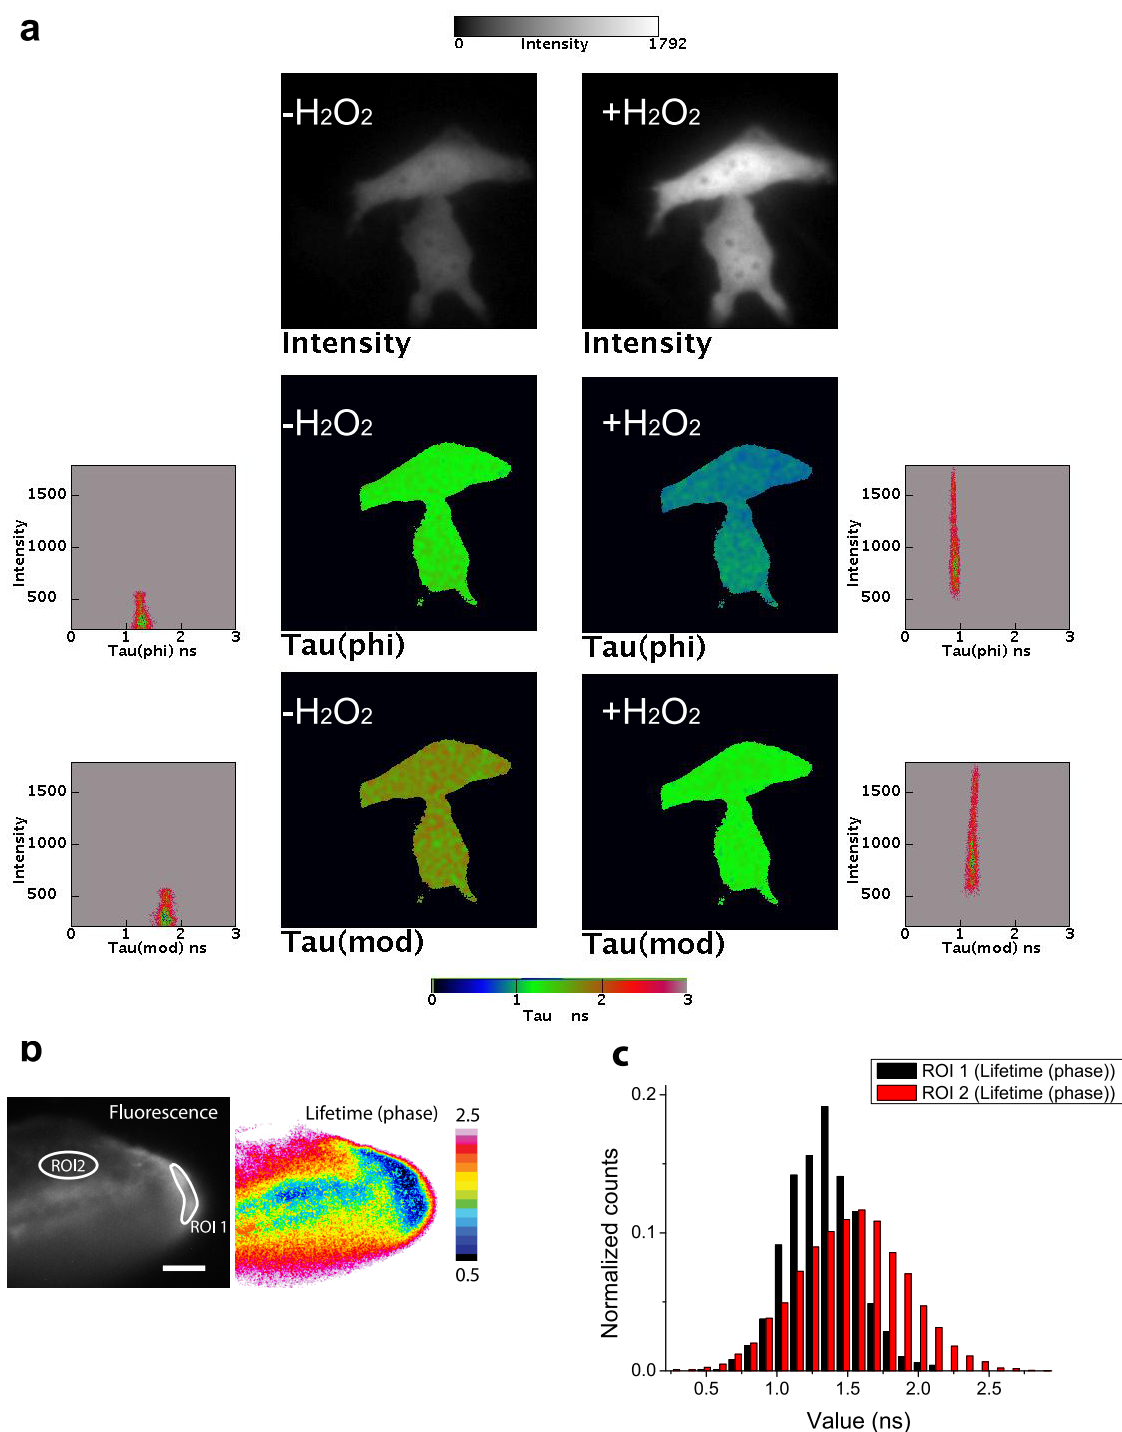 a
0 Intensity 1792
-H2O2
+H2O2
Intensity
Intensity
-H2O2
+H2O2
1500
1000
500
Intensity
0 1 2 3
Tau(phi) ns
Tau(phi)
Tau(phi)
1500
1000
500
Intensity
0 1 2 3
Tau(phi) ns
-H2O2
+H2O2
1500
1000
500
Intensity
0 1 2 3
Tau(mod) ns
Tau(mod)
Tau(mod)
1500
1000
500
Intensity
0 1 2 3
Tau(mod) ns
0 1 2 3
Tau ns
b
Fluorescence
ROI2
ROI 1
Lifetime (phase)
2.5
0.5
c
ROI 1 (Lifetime (phase))
ROI 2 (Lifetime (phase))
0.2
0.1
0.0
Normalized counts
0.5 1.0 1.5 2.0 2.5
Value (ns)